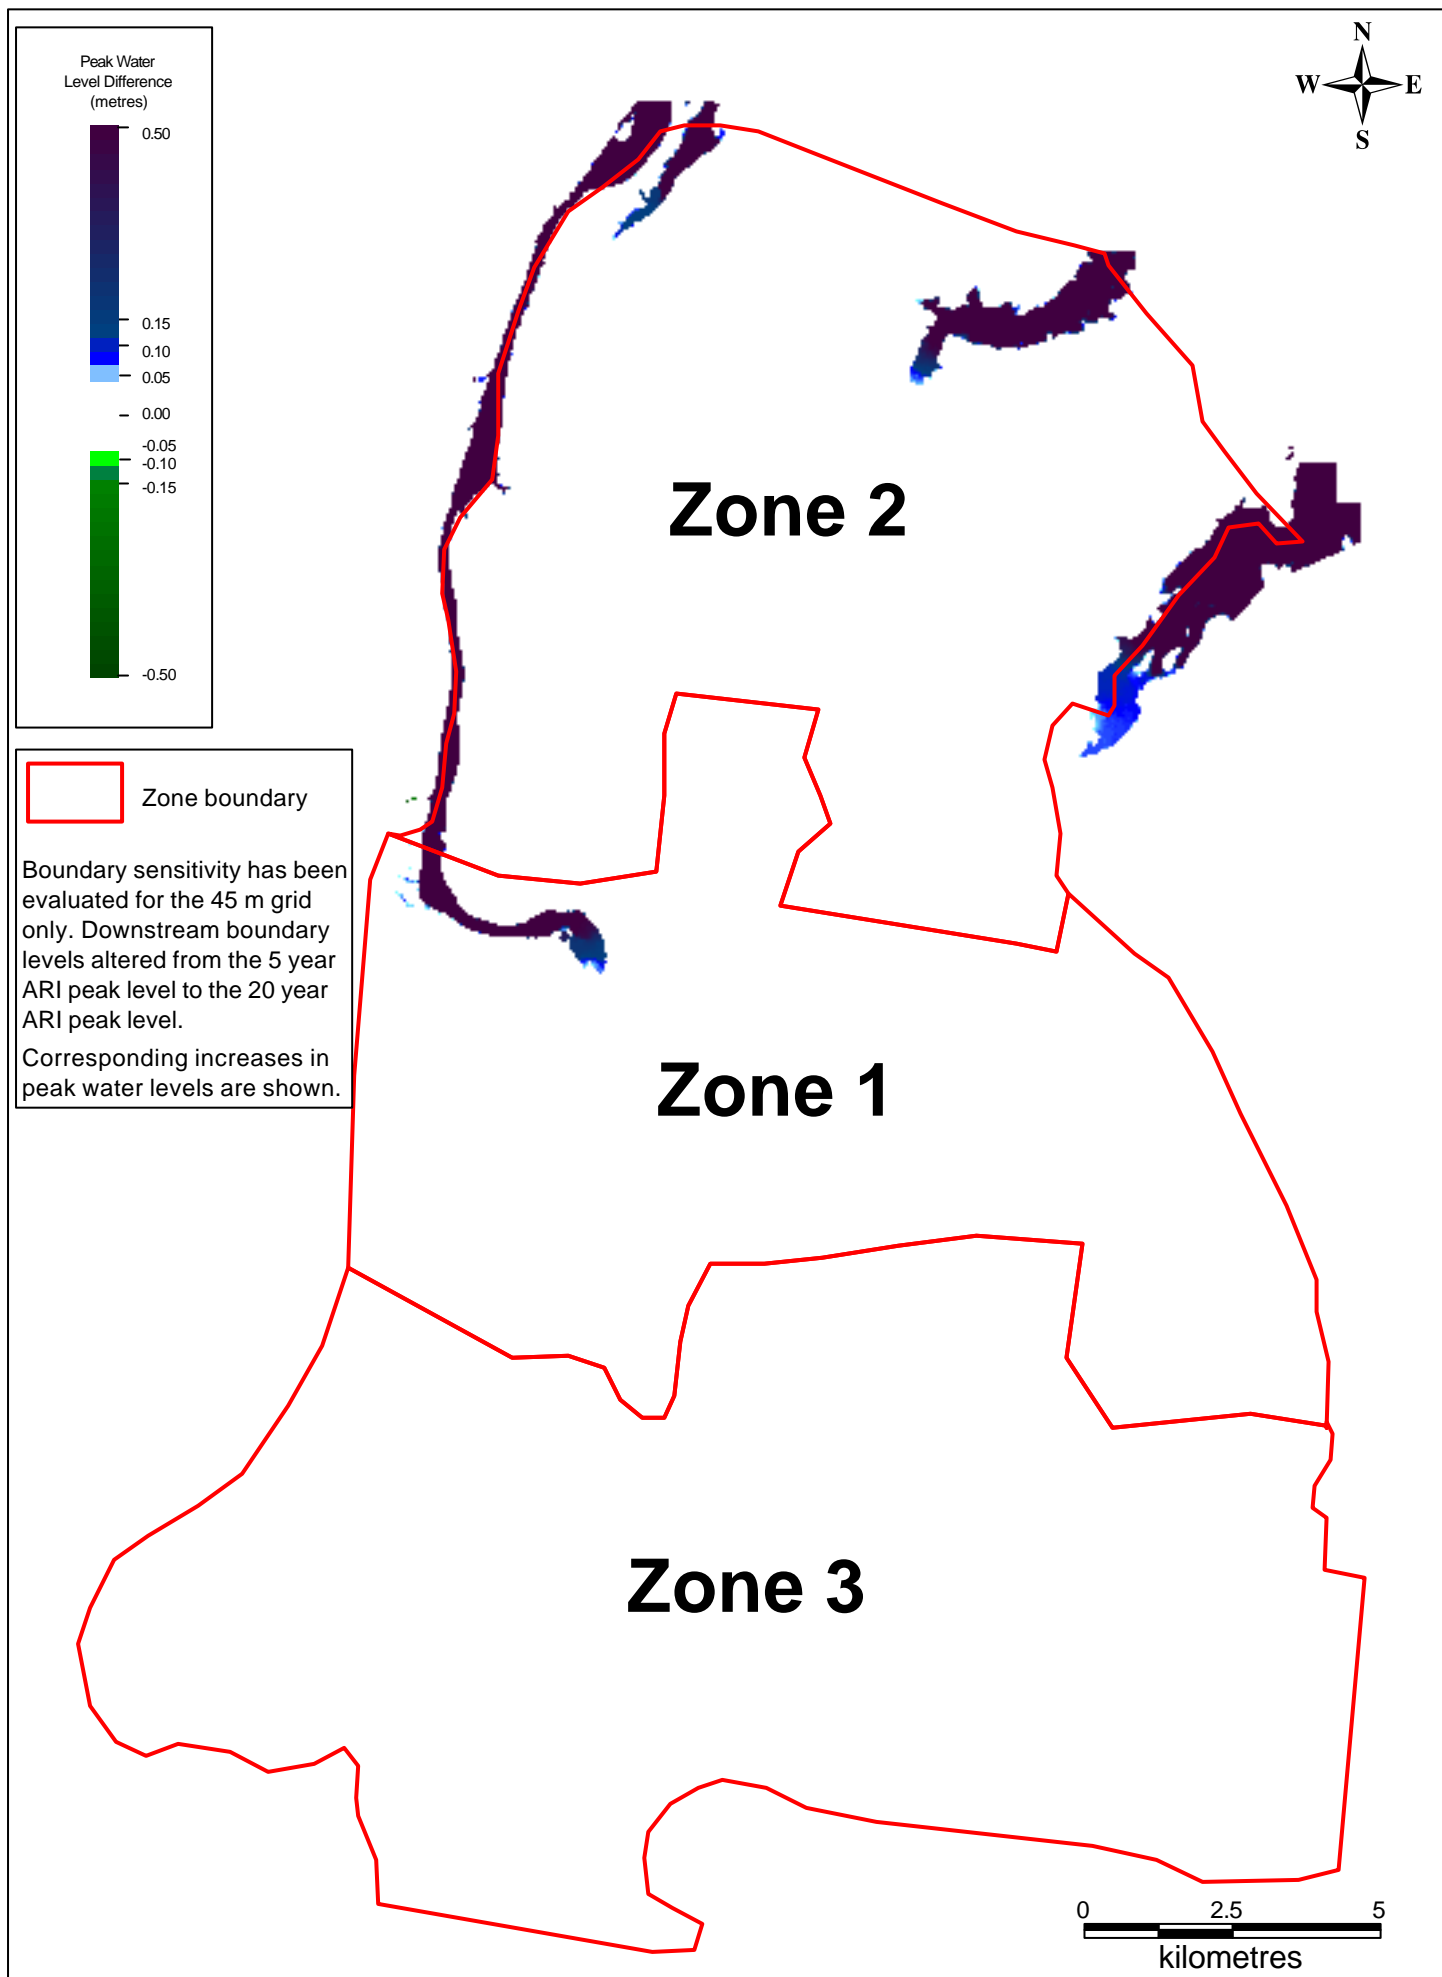 Peak Water
Level Difference
(metres)
0.50
0.15
0.10
0.05
0.00
-0.05
-0.10
-0.15
-0.50
N
W E
S
Zone 2
Zone boundary
Boundary sensitivity has been
evaluated for the 45 m grid
only. Downstream boundary
levels altered from the 5 year
ARI peak level to the 20 year
ARI peak level.
Corresponding increases in
peak water levels are shown.
Zone 1
Zone 3
0 2.5 5
kilometres